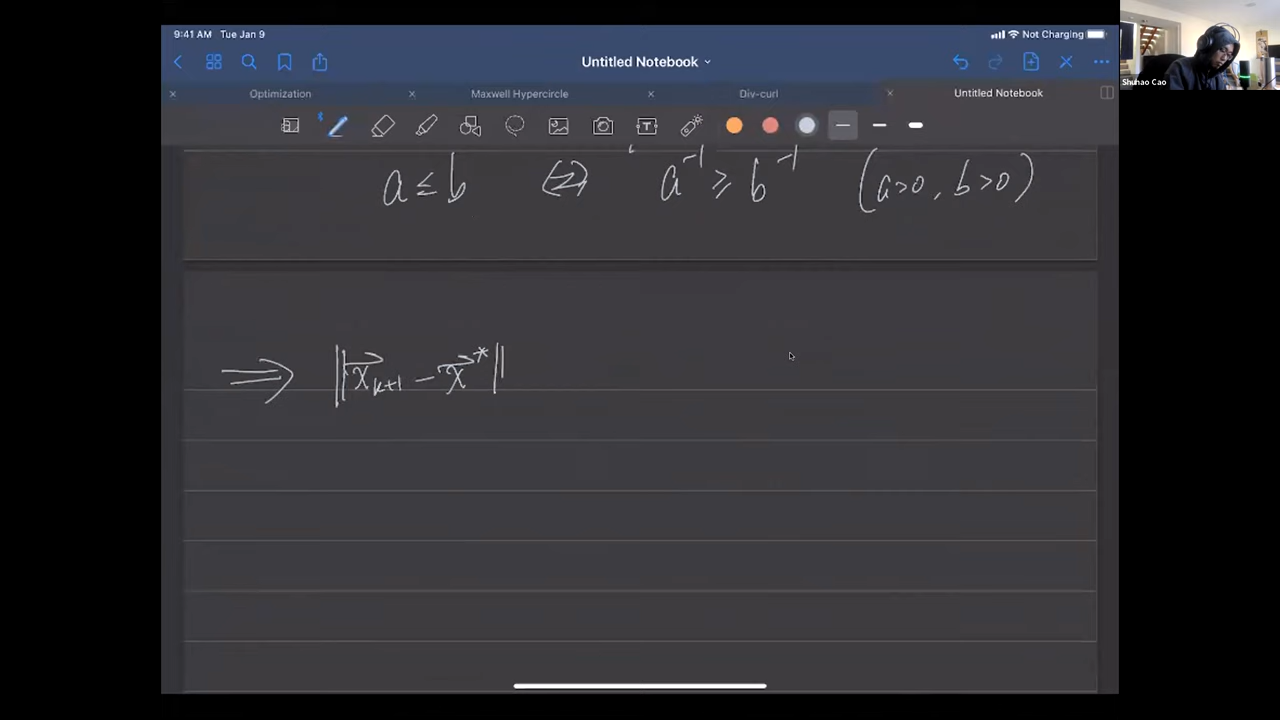 9:41 AM Tue Jan 9
Not Charging
Untitled Notebook
Optimization
Maxwell Hypercircle
Div-curl
Untitled Notebook
Shuhao Cao
a ≤ b ⇔ a⁻¹ ≥ b⁻¹ (a>0, b>0)
⟹ ‖x⃗ₖ₊₁ − x⃗*‖